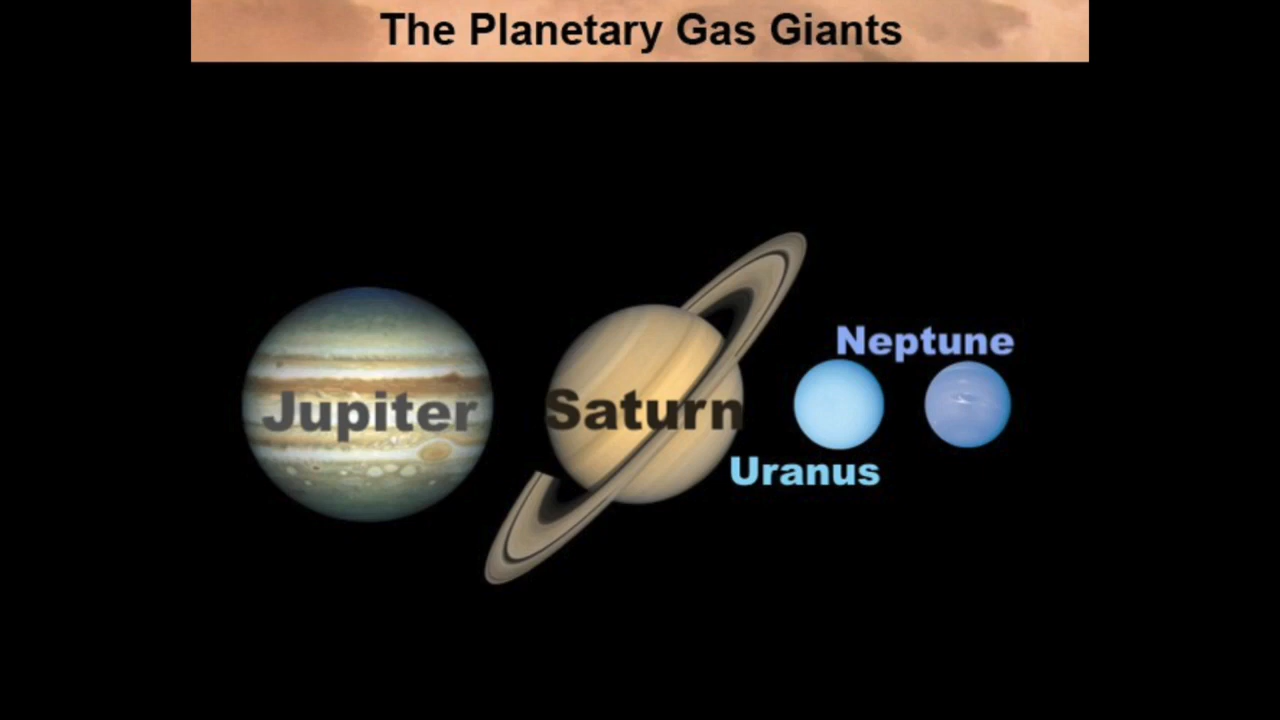 The Planetary Gas Giants
Jupiter
Saturn
Uranus
Neptune